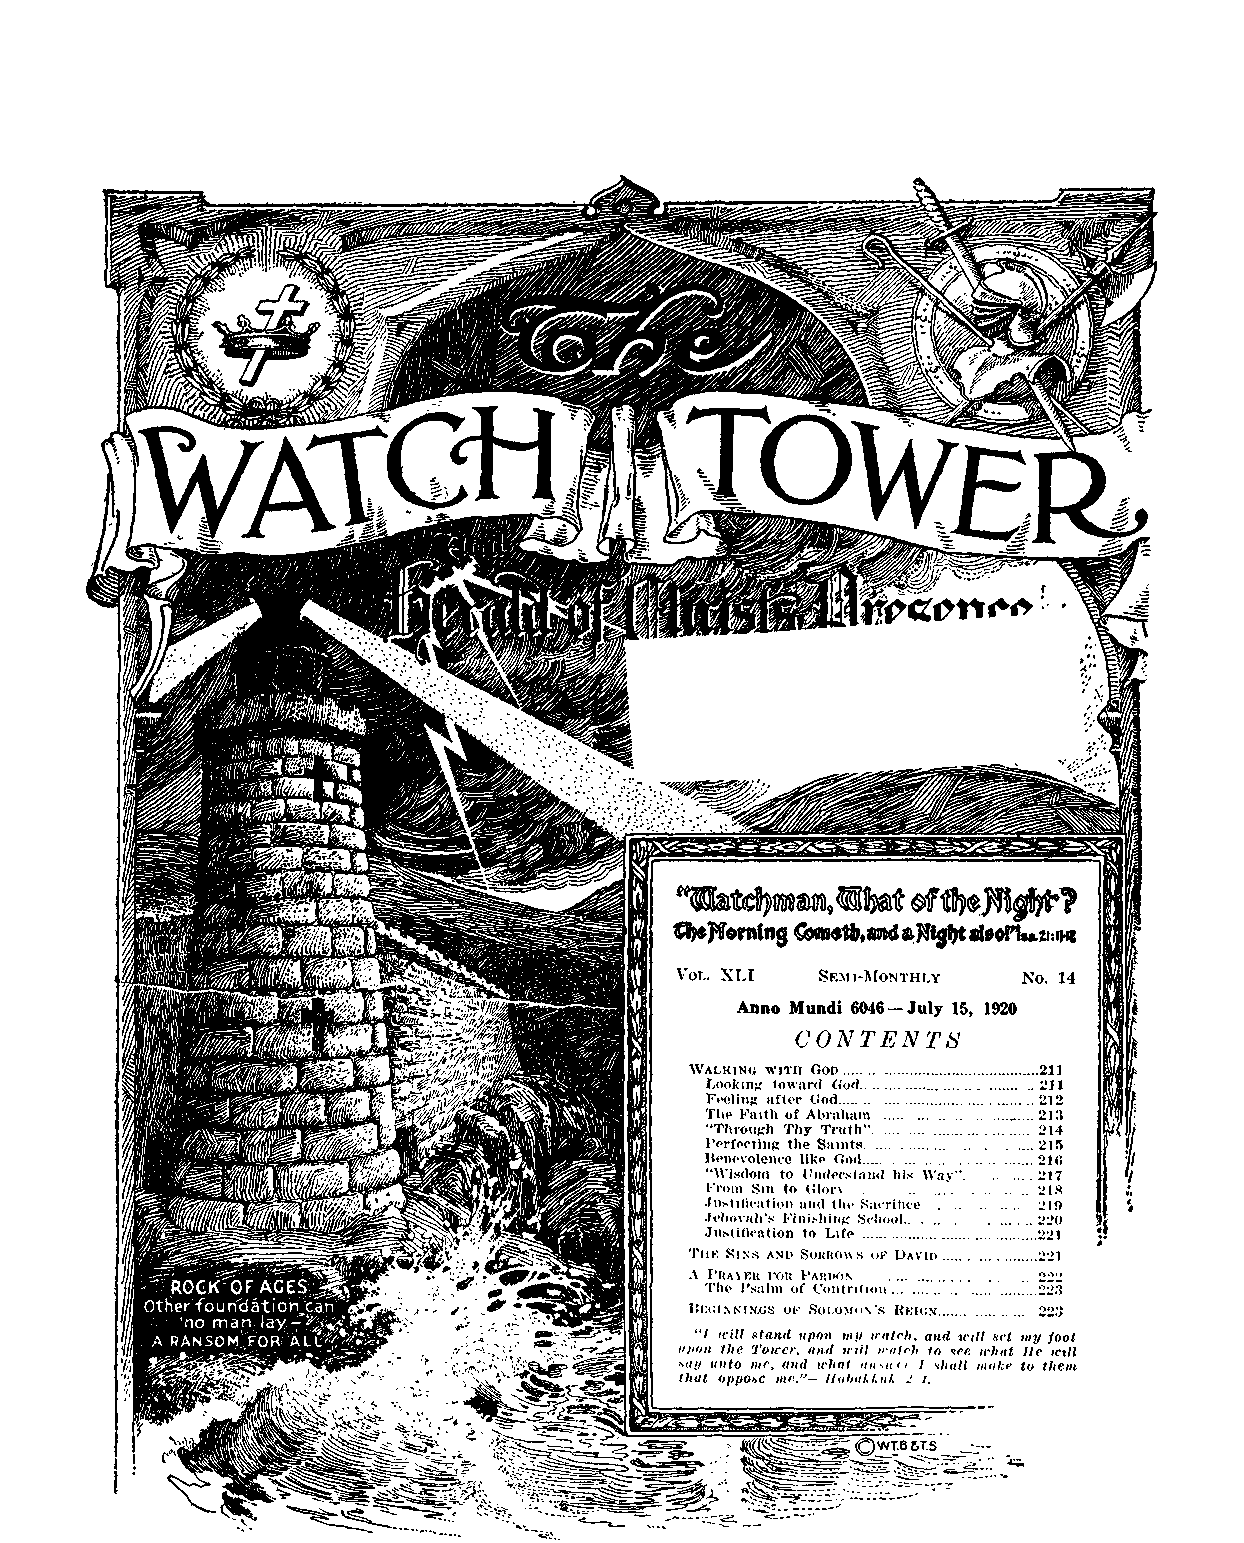 The
WATCH TOWER
And
Herald of Christ's Presence
"Watchman, What of the Night?
The Morning Cometh, and a Night also!" Isa. 21:11-12
VOL. XLI SEMI-MONTHLY No. 14
Anno Mundi 6046—July 15, 1920
CONTENTS
WALKING WITH GOD 211
Looking toward God 211
Feeling after God 212
The Faith of Abraham 213
"Through Thy Truth" 214
Perfecting the Saints 215
Benevolence like God 216
"Wisdom to Understand his Way" 217
From Sin to Glory 218
Justification and the Sacrifice 219
Jehovah's Finishing School 220
Justification to Life 221
THE SINS AND SORROWS OF DAVID 221
A PRAYER FOR PARDON 222
The Psalm of Contrition 223
BEGINNINGS OF SOLOMON'S REIGN 223
"I will stand upon my watch, and will set my foot
upon the Tower, and will watch to see what He will
say unto me, and what answer I shall make to them
that oppose me."—Habakkuk 2:1.
ROCK OF AGES
Other foundation can
no man lay—
A RANSOM FOR ALL
©W.T.B.&T.S